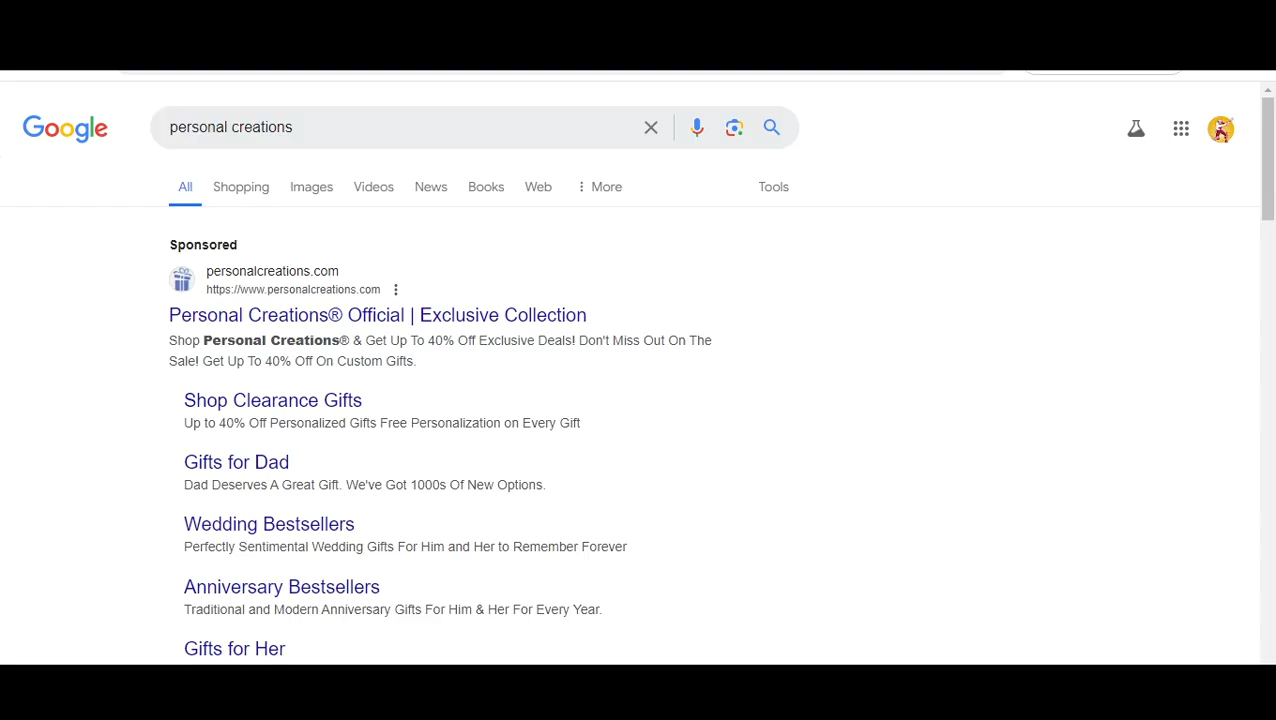 Google
personal creations
All Shopping Images Videos News Books Web More Tools
Sponsored
personalcreations.com
https://www.personalcreations.com
Personal Creations® Official | Exclusive Collection
Shop Personal Creations® & Get Up To 40% Off Exclusive Deals! Don't Miss Out On The
Sale! Get Up To 40% Off On Custom Gifts.
Shop Clearance Gifts
Up to 40% Off Personalized Gifts Free Personalization on Every Gift
Gifts for Dad
Dad Deserves A Great Gift. We've Got 1000s Of New Options.
Wedding Bestsellers
Perfectly Sentimental Wedding Gifts For Him and Her to Remember Forever
Anniversary Bestsellers
Traditional and Modern Anniversary Gifts For Him & Her For Every Year.
Gifts for Her